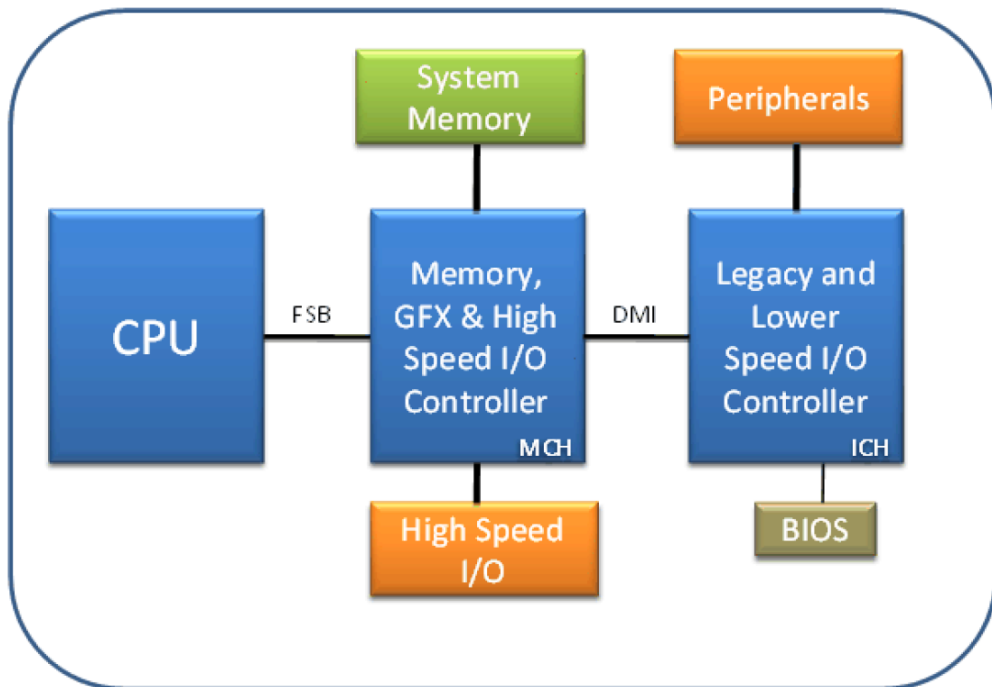 System
Memory
Peripherals
CPU
FSB
Memory,
GFX & High
Speed I/O
Controller
MCH
DMI
Legacy and
Lower
Speed I/O
Controller
ICH
High Speed
I/O
BIOS